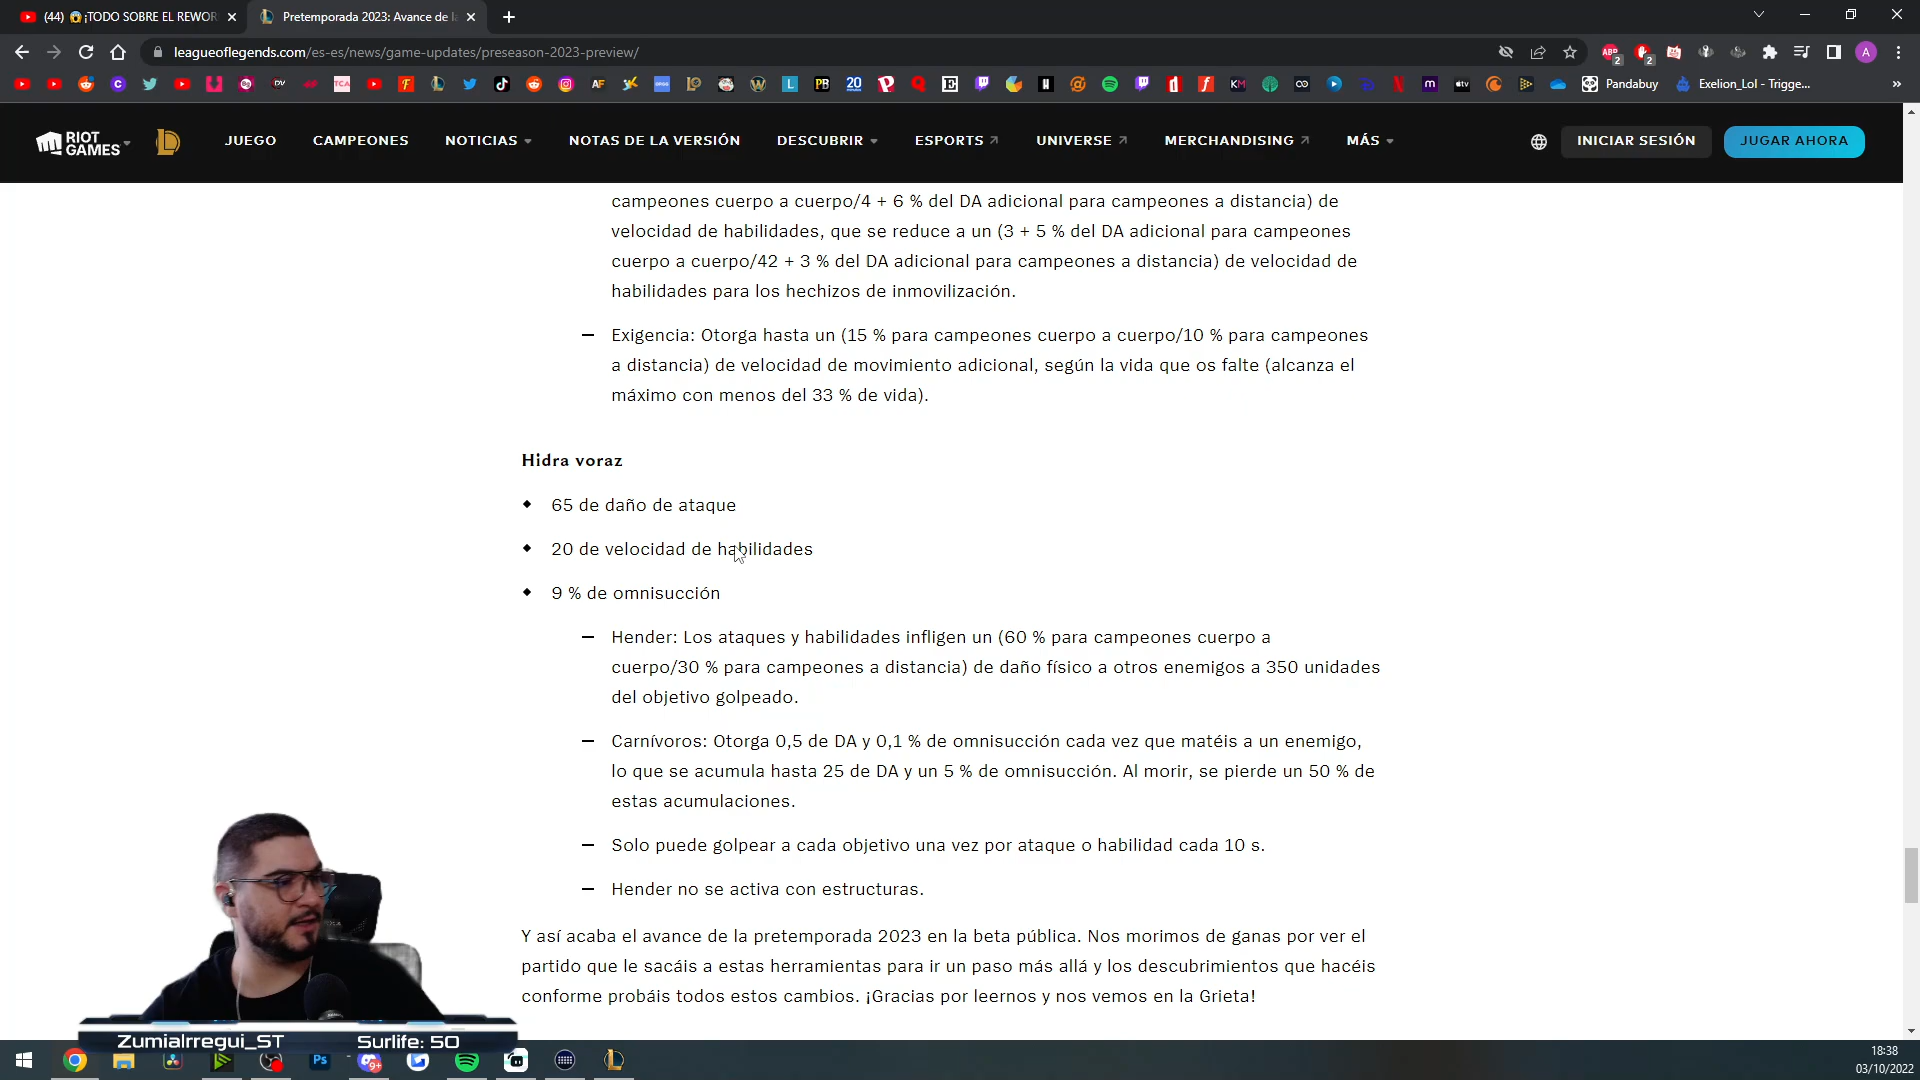 (44) 😱¡TODO SOBRE EL REWOR
Pretemporada 2023: Avance de la
leagueoflegends.com/es-es/news/game-updates/preseason-2023-preview/
Pandabuy
Exelion_Lol - Trigge...
RIOT GAMES
JUEGO
CAMPEONES
NOTICIAS
NOTAS DE LA VERSIÓN
DESCUBRIR
ESPORTS
UNIVERSE
MERCHANDISING
MÁS
INICIAR SESIÓN
JUGAR AHORA
campeones cuerpo a cuerpo/4 + 6 % del DA adicional para campeones a distancia) de
velocidad de habilidades, que se reduce a un (3 + 5 % del DA adicional para campeones
cuerpo a cuerpo/42 + 3 % del DA adicional para campeones a distancia) de velocidad de
habilidades para los hechizos de inmovilización.
— Exigencia: Otorga hasta un (15 % para campeones cuerpo a cuerpo/10 % para campeones
a distancia) de velocidad de movimiento adicional, según la vida que os falte (alcanza el
máximo con menos del 33 % de vida).
Hidra voraz
◆ 65 de daño de ataque
◆ 20 de velocidad de habilidades
◆ 9 % de omnisucción
— Hender: Los ataques y habilidades infligen un (60 % para campeones cuerpo a
cuerpo/30 % para campeones a distancia) de daño físico a otros enemigos a 350 unidades
del objetivo golpeado.
— Carnívoros: Otorga 0,5 de DA y 0,1 % de omnisucción cada vez que matéis a un enemigo,
lo que se acumula hasta 25 de DA y un 5 % de omnisucción. Al morir, se pierde un 50 % de
estas acumulaciones.
— Solo puede golpear a cada objetivo una vez por ataque o habilidad cada 10 s.
— Hender no se activa con estructuras.
Y así acaba el avance de la pretemporada 2023 en la beta pública. Nos morimos de ganas por ver el
partido que le sacáis a estas herramientas para ir un paso más allá y los descubrimientos que hacéis
conforme probáis todos estos cambios. ¡Gracias por leernos y nos vemos en la Grieta!
ZumiaIrregui_ST
Surlife: 50
18:38
03/10/2022